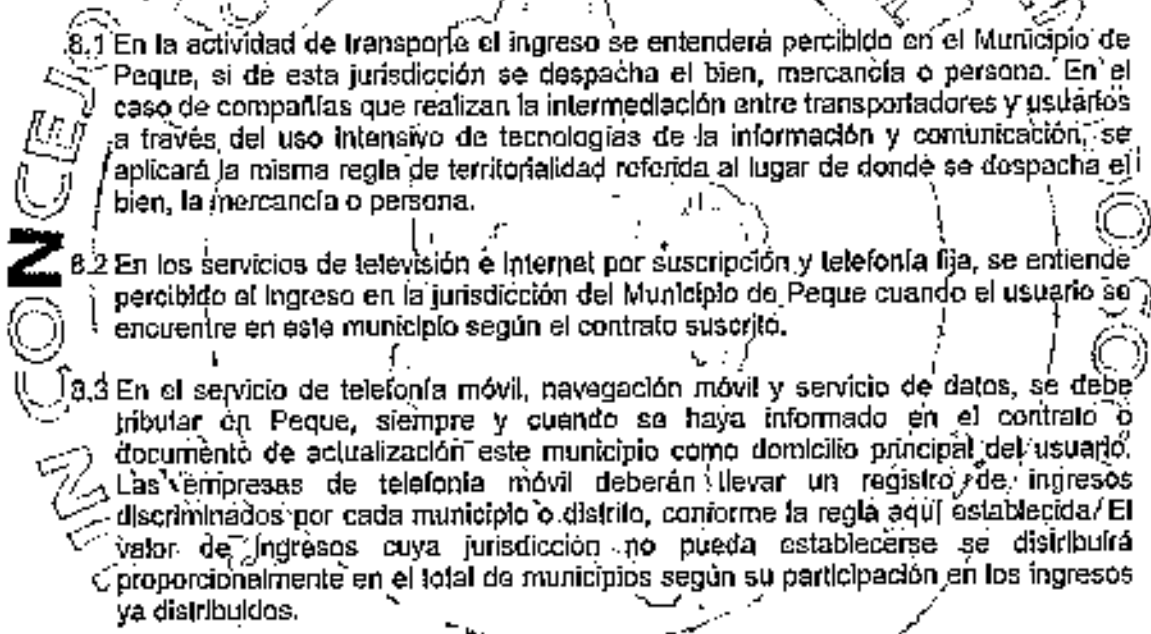 8.1 En la actividad de transporte el ingreso se entenderá percibido en el Municipio de
Peque, si de esta jurisdicción se despacha el bien, mercancía o persona. En el
caso de compañías que realizan la intermediación entre transportadores y usuarios
a través del uso intensivo de tecnologías de la información y comunicación, se
aplicará la misma regla de territorialidad referida al lugar de donde se despacha el
bien, la mercancía o persona.
8.2 En los servicios de televisión e Internet por suscripción y telefonía fija, se entiende
percibido el ingreso en la jurisdicción del Municipio de Peque cuando el usuario se
encuentre en este municipio según el contrato suscrito.
8.3 En el servicio de telefonía móvil, navegación móvil y servicio de datos, se debe
tributar en Peque, siempre y cuando se haya informado en el contrato o
documento de actualización este municipio como domicilio principal del usuario.
Las empresas de telefonía móvil deberán llevar un registro de ingresos
discriminados por cada municipio o distrito, conforme la regla aquí establecida. El
valor de ingresos cuya jurisdicción no pueda establecerse se distribuirá
proporcionalmente en el total de municipios según su participación en los ingresos
ya distribuidos.
CONCEJO